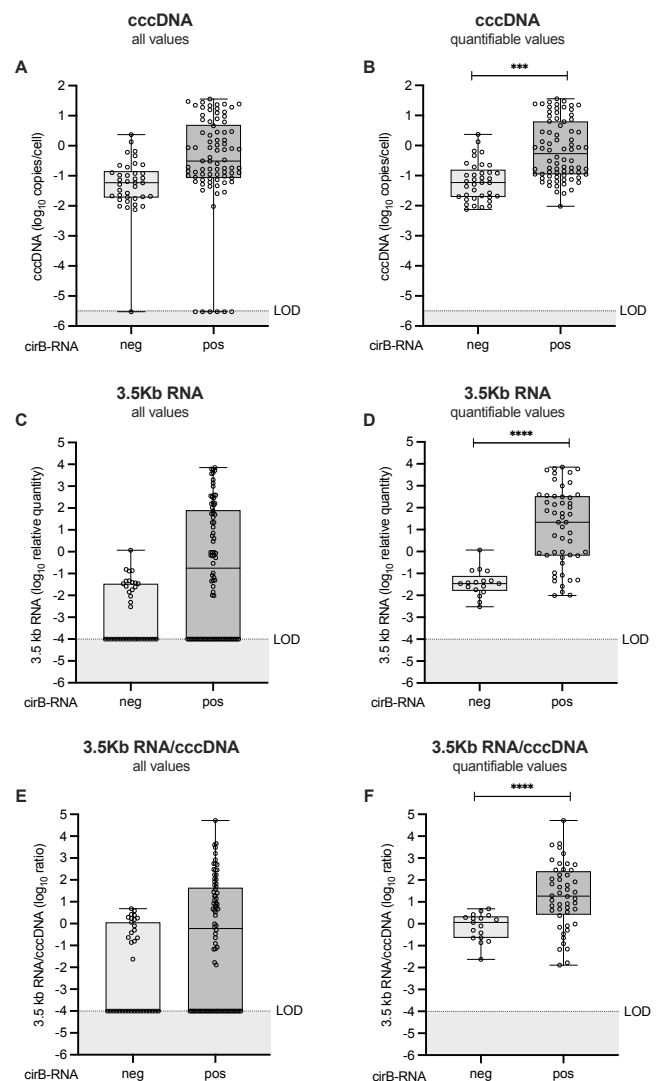 cccDNA
all values
A
cccDNA (log10 copies/cell)
2
1
0
-1
-2
-3
-4
-5
-6
LOD
cirB-RNA
neg
pos
cccDNA
quantifiable values
B
***
cccDNA (log10 copies/cell)
2
1
0
-1
-2
-3
-4
-5
-6
LOD
cirB-RNA
neg
pos
3.5Kb RNA
all values
C
3.5 kb RNA (log10 relative quantity)
5
4
3
2
1
0
-1
-2
-3
-4
-5
-6
LOD
cirB-RNA
neg
pos
3.5Kb RNA
quantifiable values
D
****
3.5 kb RNA (log10 relative quantity)
5
4
3
2
1
0
-1
-2
-3
-4
-5
-6
LOD
cirB-RNA
neg
pos
3.5Kb RNA/cccDNA
all values
E
3.5 kb RNA/cccDNA (log10 ratio)
5
4
3
2
1
0
-1
-2
-3
-4
-5
-6
LOD
cirB-RNA
neg
pos
3.5Kb RNA/cccDNA
quantifiable values
F
****
3.5 kb RNA/cccDNA (log10 ratio)
5
4
3
2
1
0
-1
-2
-3
-4
-5
-6
LOD
cirB-RNA
neg
pos